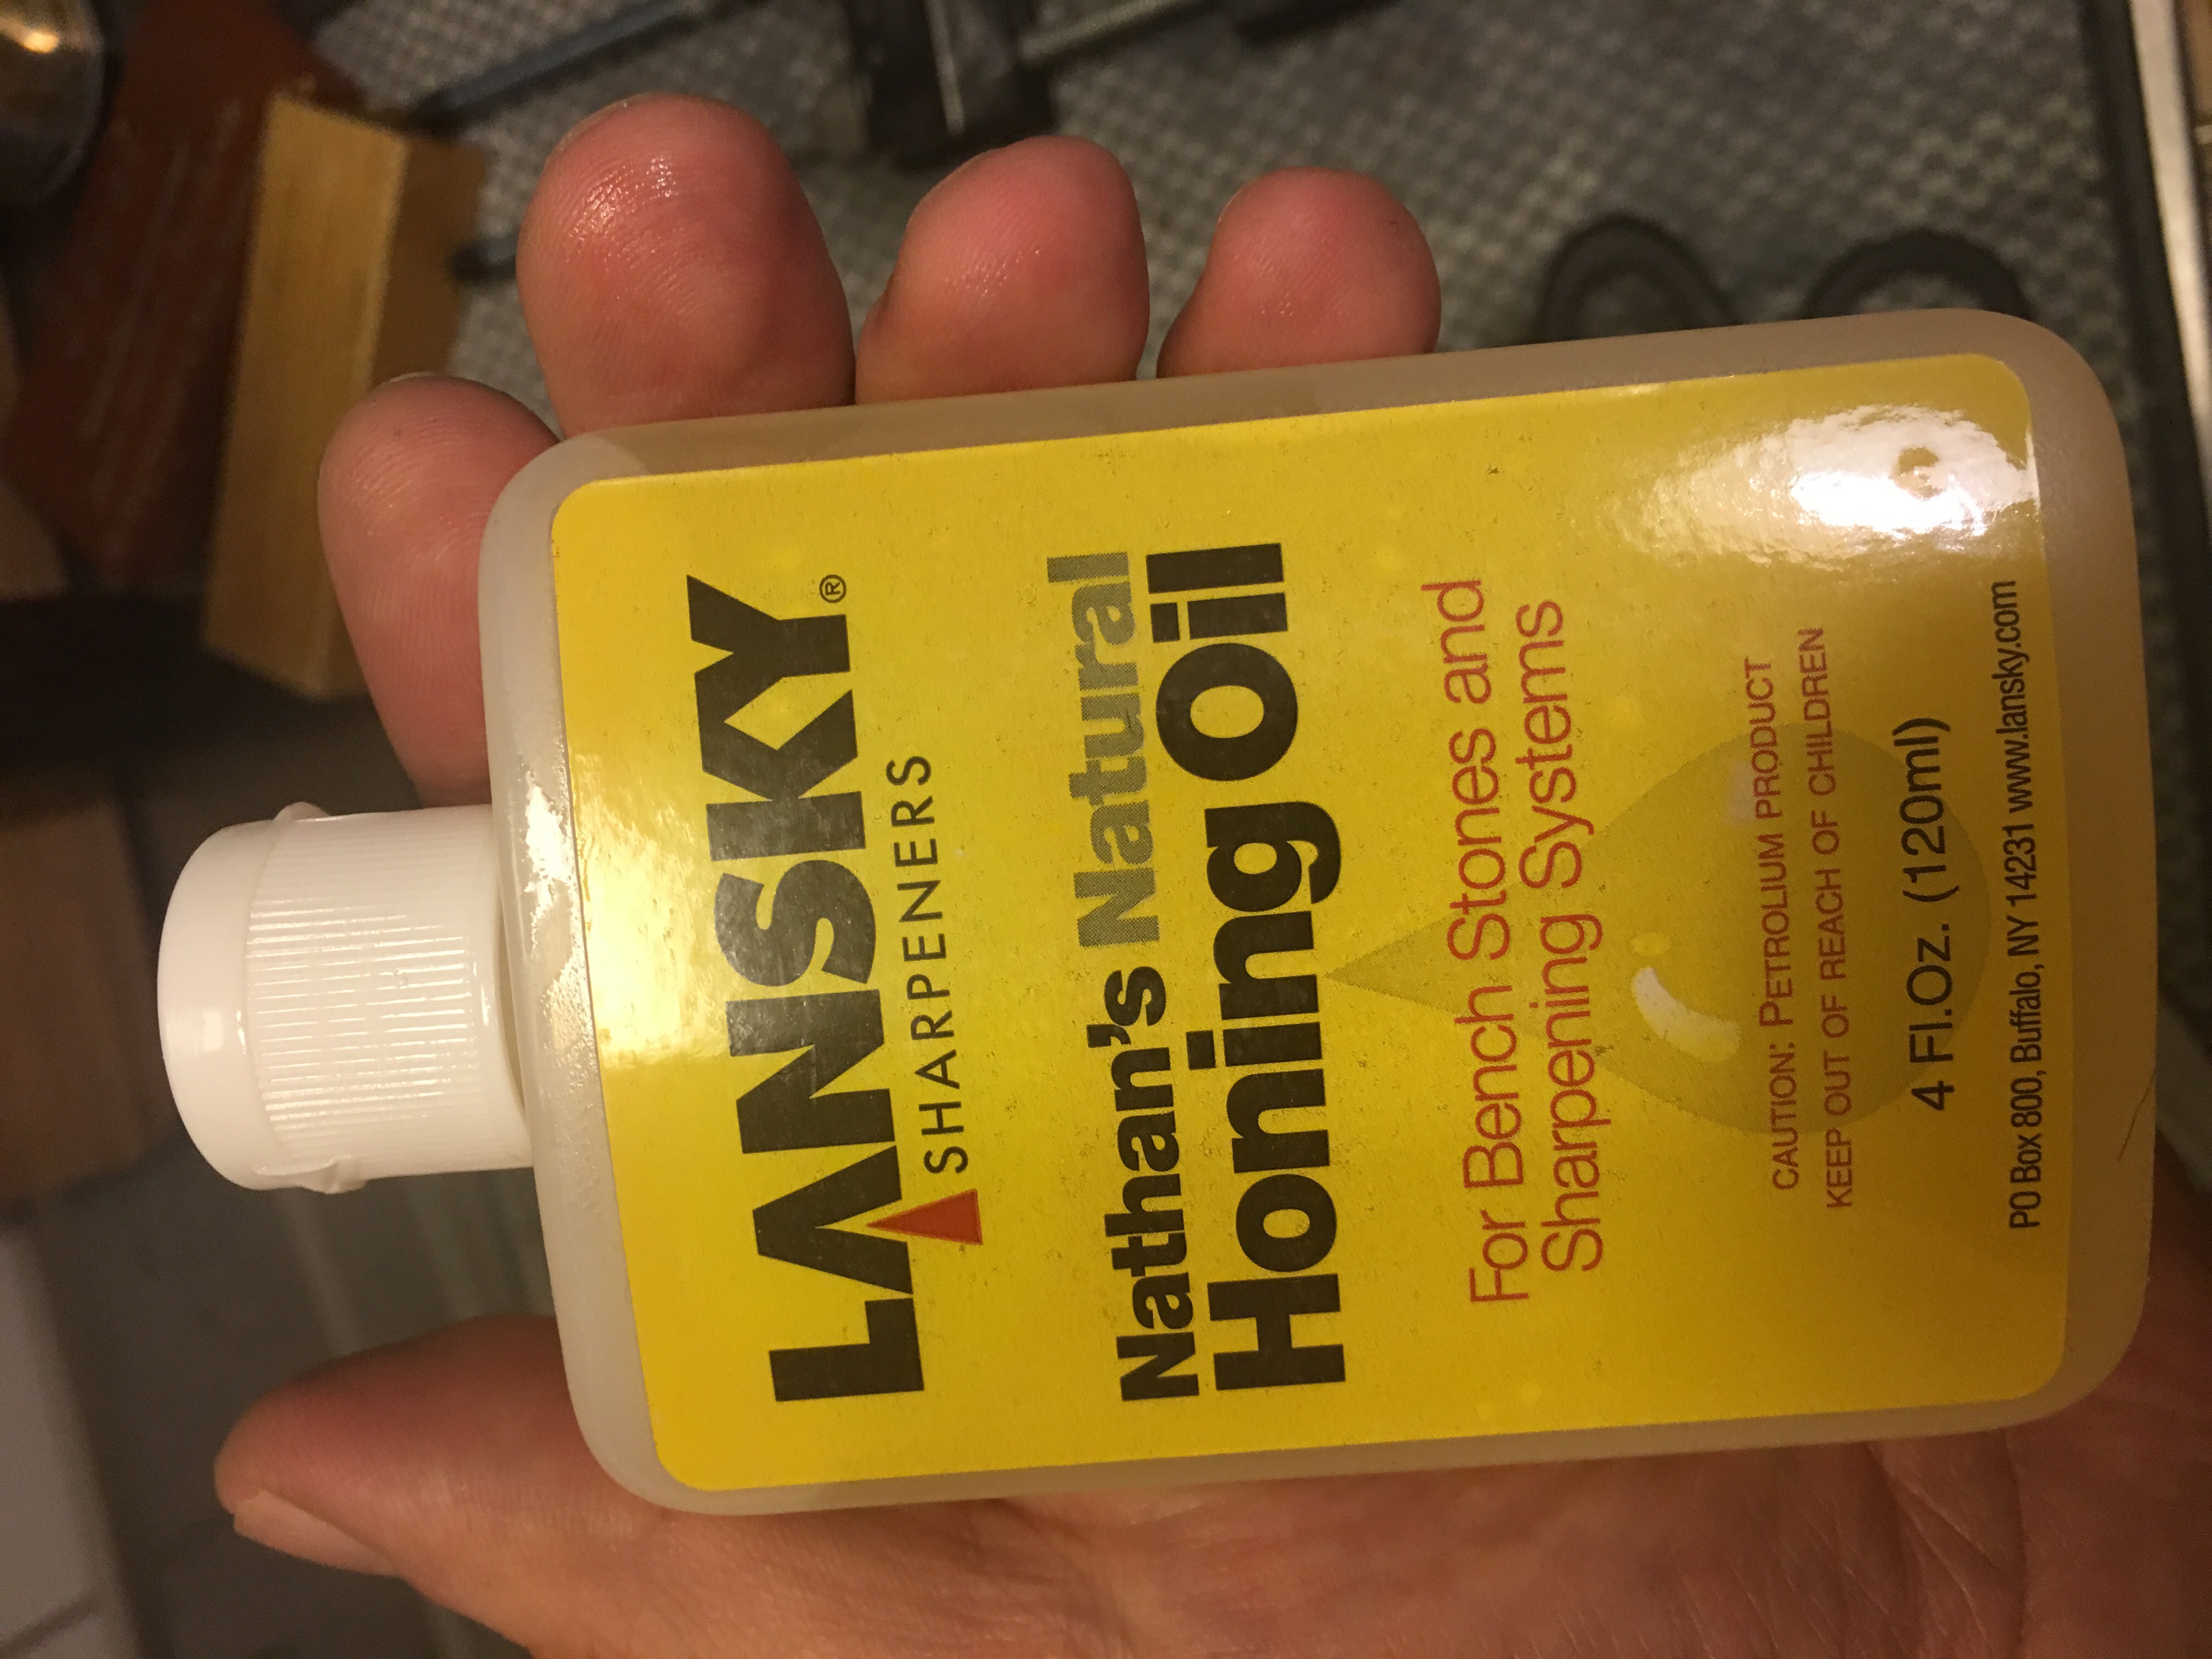 LANSKY®
SHARPENERS
Nathan's Natural
Honing Oil
For Bench Stones and
Sharpening Systems
CAUTION: PETROLIUM PRODUCT
KEEP OUT OF REACH OF CHILDREN
4 Fl.Oz. (120ml)
PO Box 800, Buffalo, NY 14231 www.lansky.com